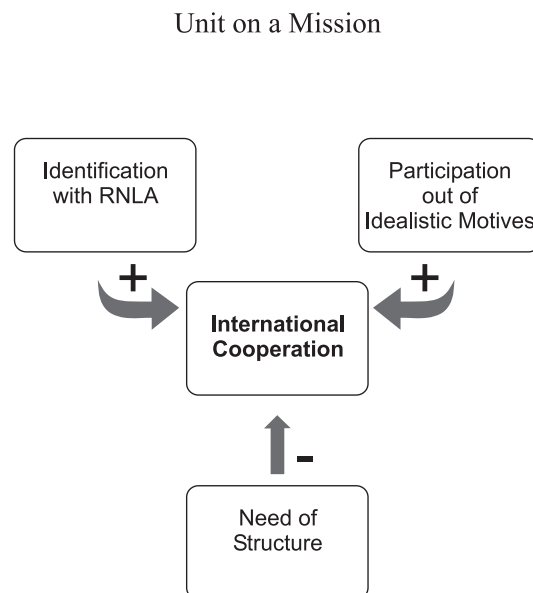 Unit on a Mission
Identification
with RNLA
Participation
out of
Idealistic Motives
+
+
International
Cooperation
-
Need of
Structure